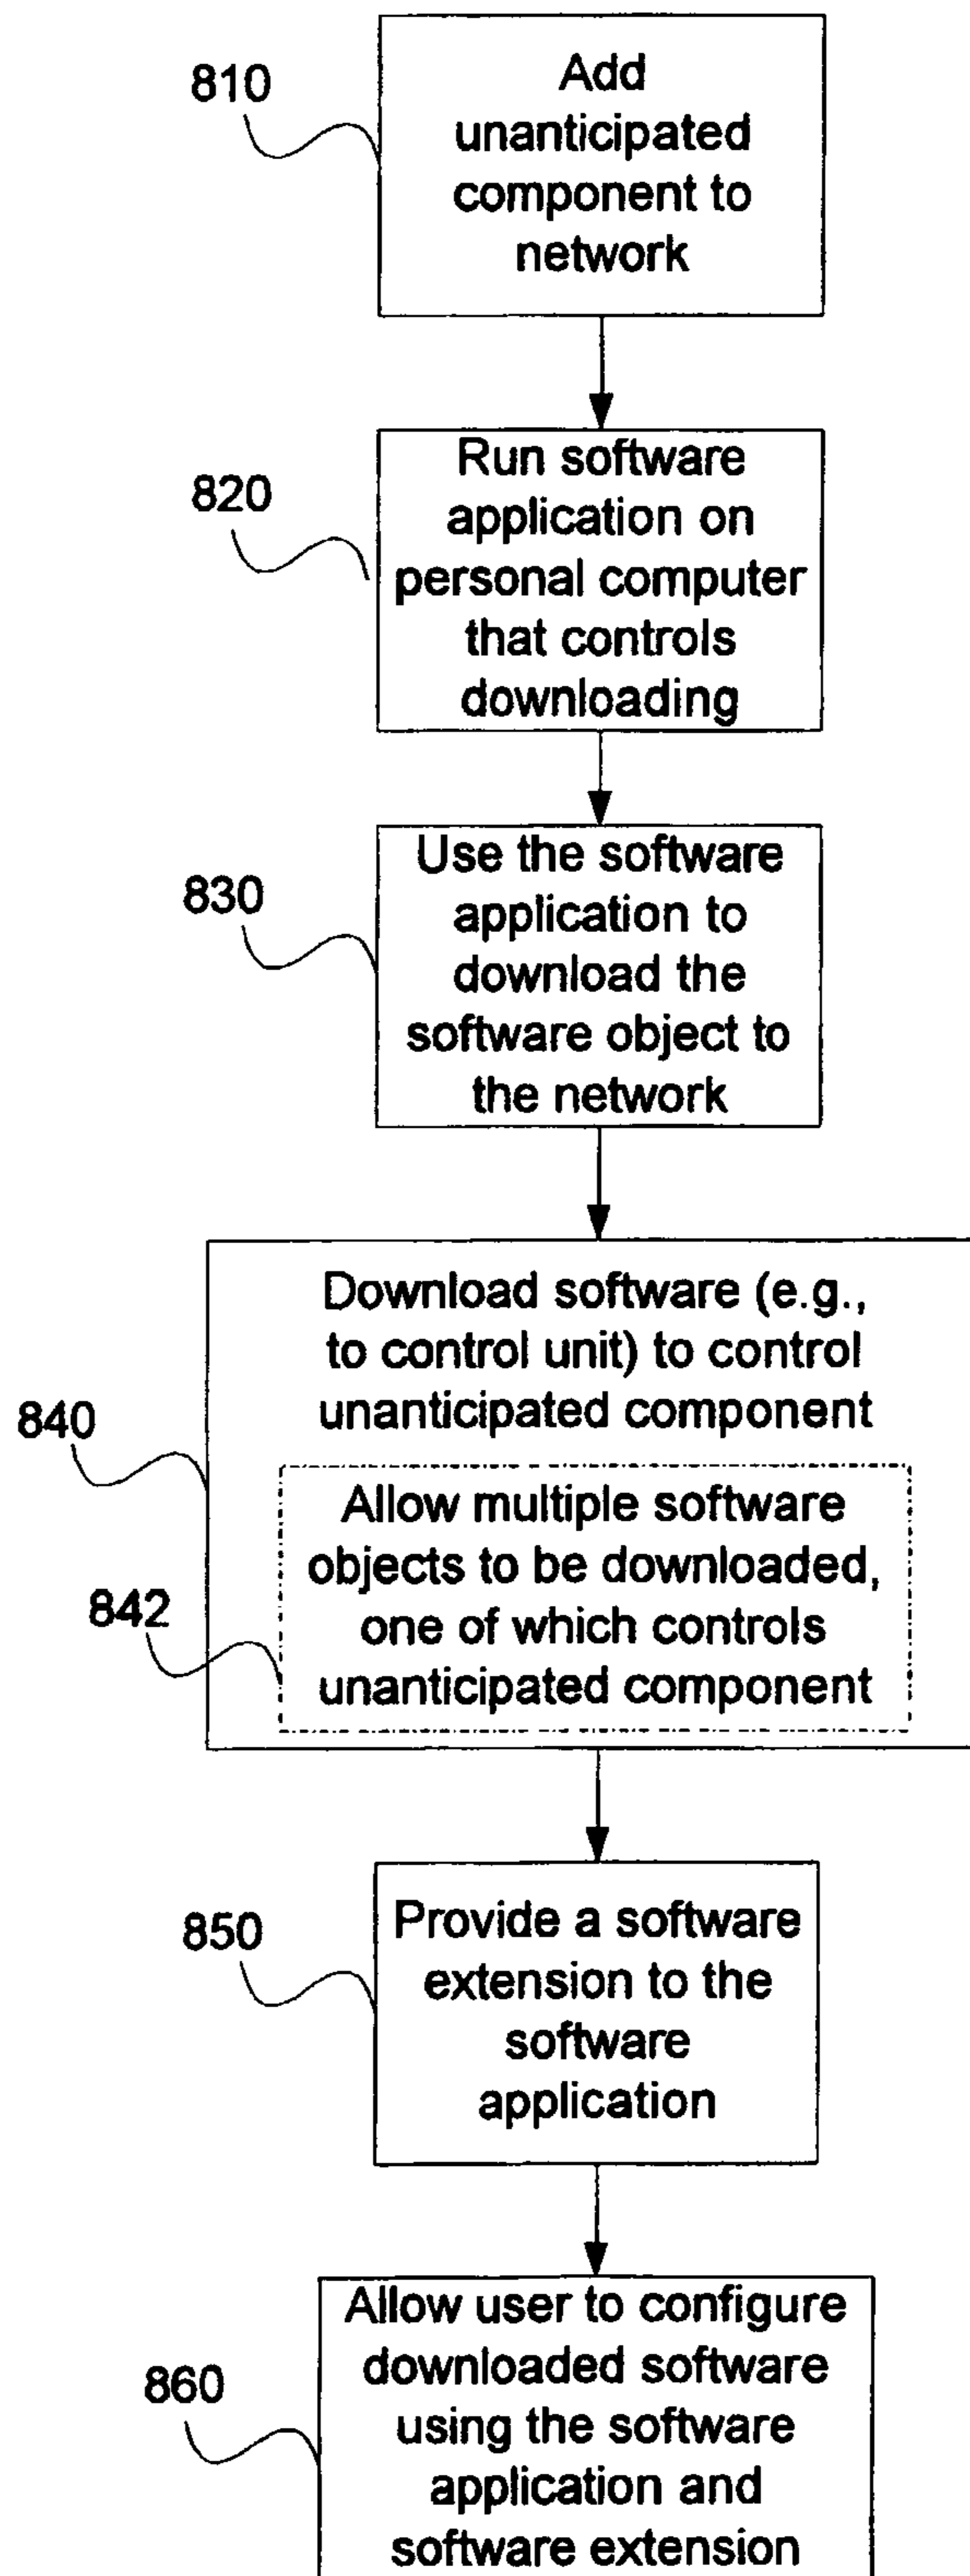 810
Add
unanticipated
component to
network
820
Run software
application on
personal computer
that controls
downloading
830
Use the software
application to
download the
software object to
the network
840
Download software (e.g.,
to control unit) to control
unanticipated component
842
Allow multiple software
objects to be downloaded,
one of which controls
unanticipated component
850
Provide a software
extension to the
software
application
860
Allow user to configure
downloaded software
using the software
application and
software extension